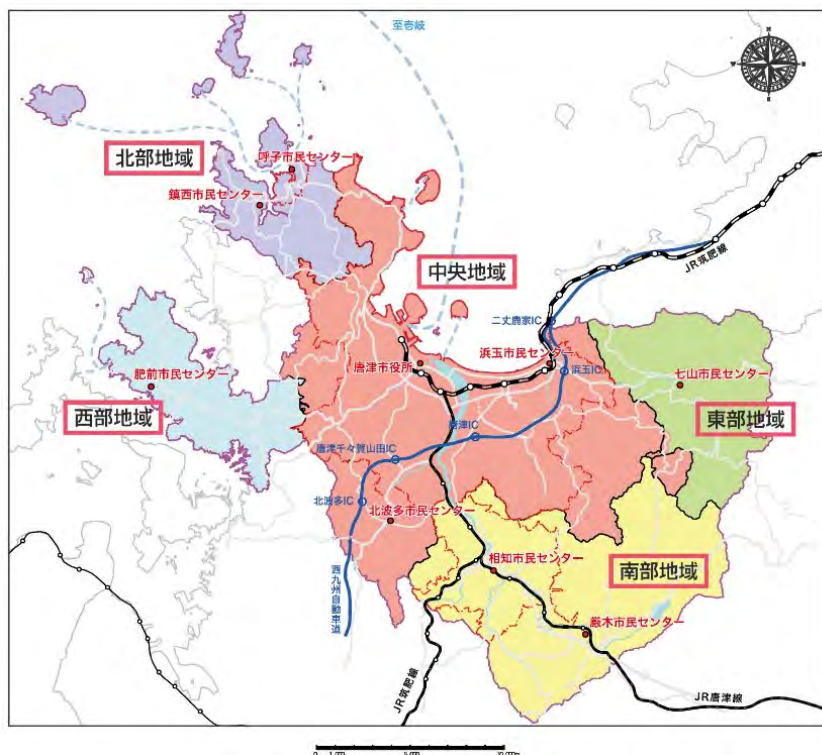 至壱岐
北部地域
呼子市民センター
鎮西市民センター
中央地域
JR筑肥線
二丈鹿家IC
浜玉市民センター
浜玉IC
唐津市役所
肥前市民センター
七山市民センター
西部地域
東部地域
唐津IC
唐津千々賀山田IC
北波多IC
北波多市民センター
相知市民センター
南部地域
西九州自動車道
厳木市民センター
JR筑肥線
JR唐津線